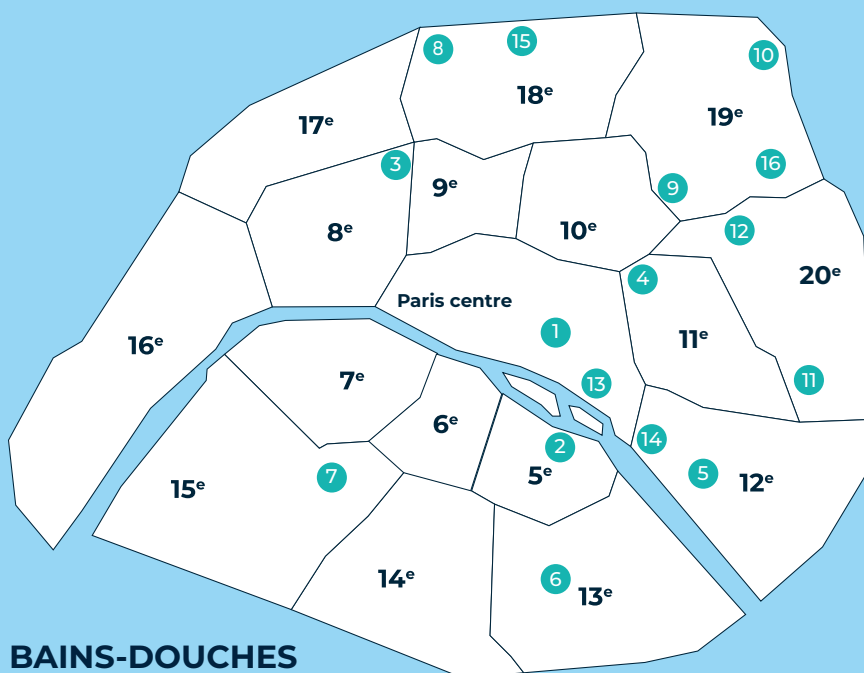 8
15
10
18ᵉ
17ᵉ
19ᵉ
3
9ᵉ
16
9
8ᵉ
10ᵉ
12
4
20ᵉ
Paris centre
1
16ᵉ
11ᵉ
7ᵉ
13
11
6ᵉ
14
2
5ᵉ
15ᵉ
7
5
12ᵉ
14ᵉ
6
13ᵉ
BAINS-DOUCHES